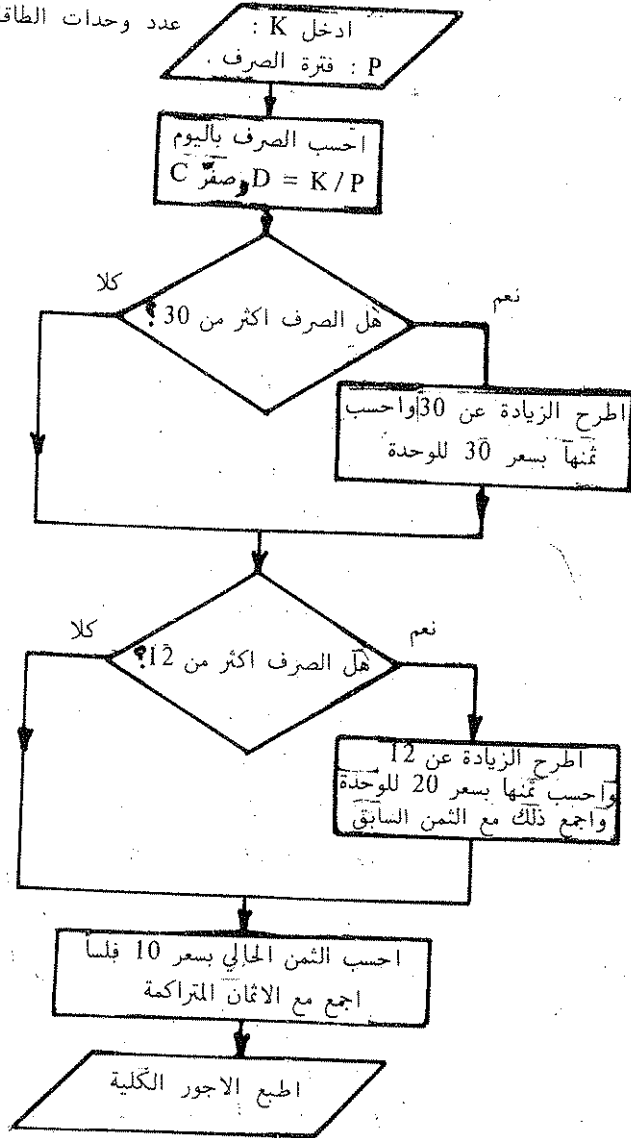 ادخل K : عدد وحدات
P : فترة الصرف .
احسب الصرف باليوم
D = K / P وصفر C
هل الصرف اكثر من 30 ؟
نعم
كلا
اطرح الزيادة عن 30 واحسب
ثمنها بسعر 30 للوحدة
هل الصرف اكثر من 12 ؟
نعم
كلا
اطرح الزيادة عن 12
واحسب ثمنها بسعر 20 للوحدة
واجمع ذلك مع الثمن السابق
احسب الثمن الحالي بسعر 10 فلساً
اجمع مع الاثمان المتراكمة
اطبع الاجور الكلية